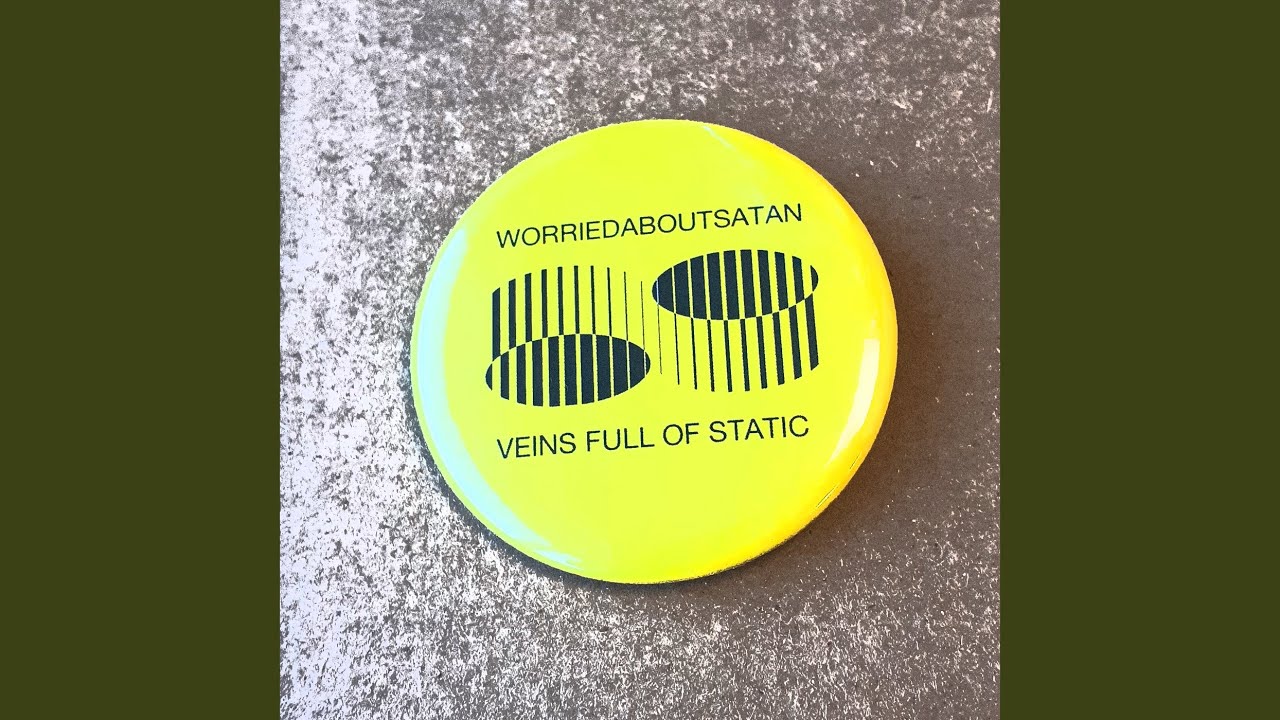 WORRIEDABOUTSATAN
VEINS FULL OF STATIC